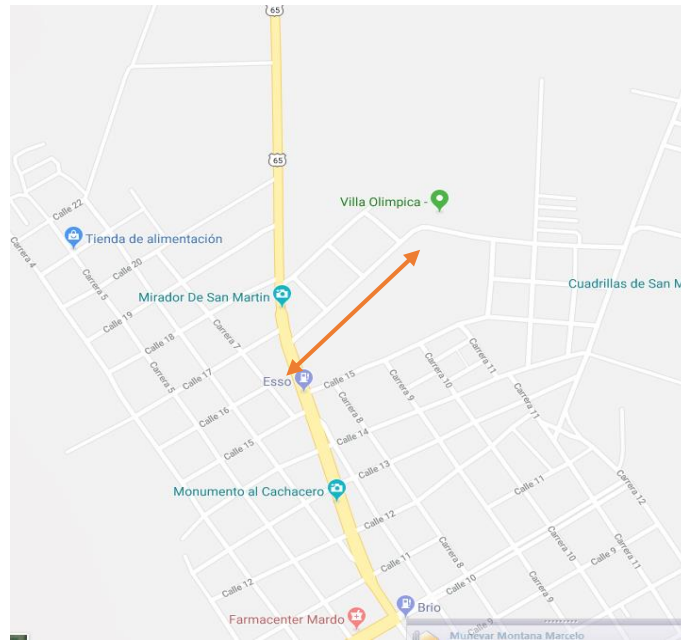 65
65
Villa Olimpica -
Calle 22
Tienda de alimentación
Carrera 4
Carrera 5
Calle 20
Cuadrillas de San M
Mirador De San Martin
Calle 19
Calle 18
Carrera 7
Carrera 11
Carrera 10
Carrera 5
Calle 17
Esso
Calle 15
Carrera 9
Calle 16
Carrera 8
Carrera 11
Calle 14
Calle 15
Calle 13
Monumento al Cachacero
Calle 11
Carrera 12
Calle 12
Carrera 8
Carrera 10
Calle 9
Carrera 11
Calle 11
Calle 12
Calle 10
Carrera 9
Brio
Farmacenter Mardo
Calle 9
Munevar Montana Marcelo